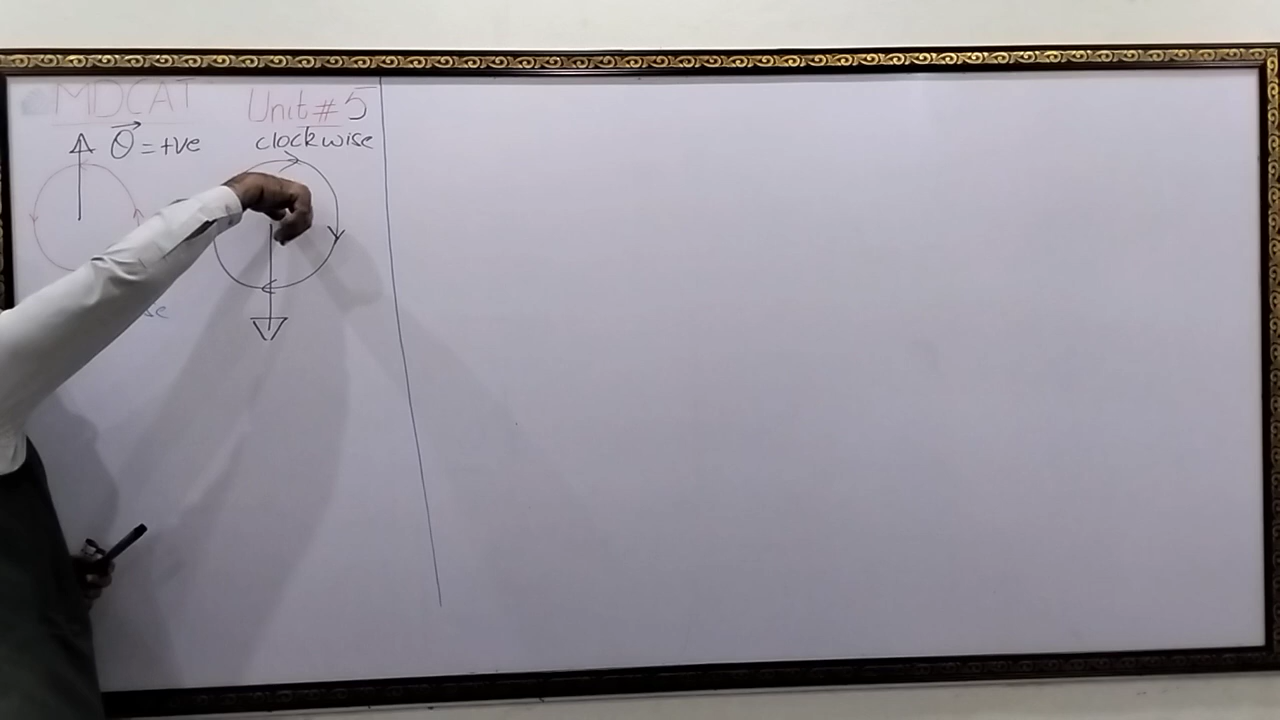 MDCAT Unit # 5
θ⃗ = +ve clockwise